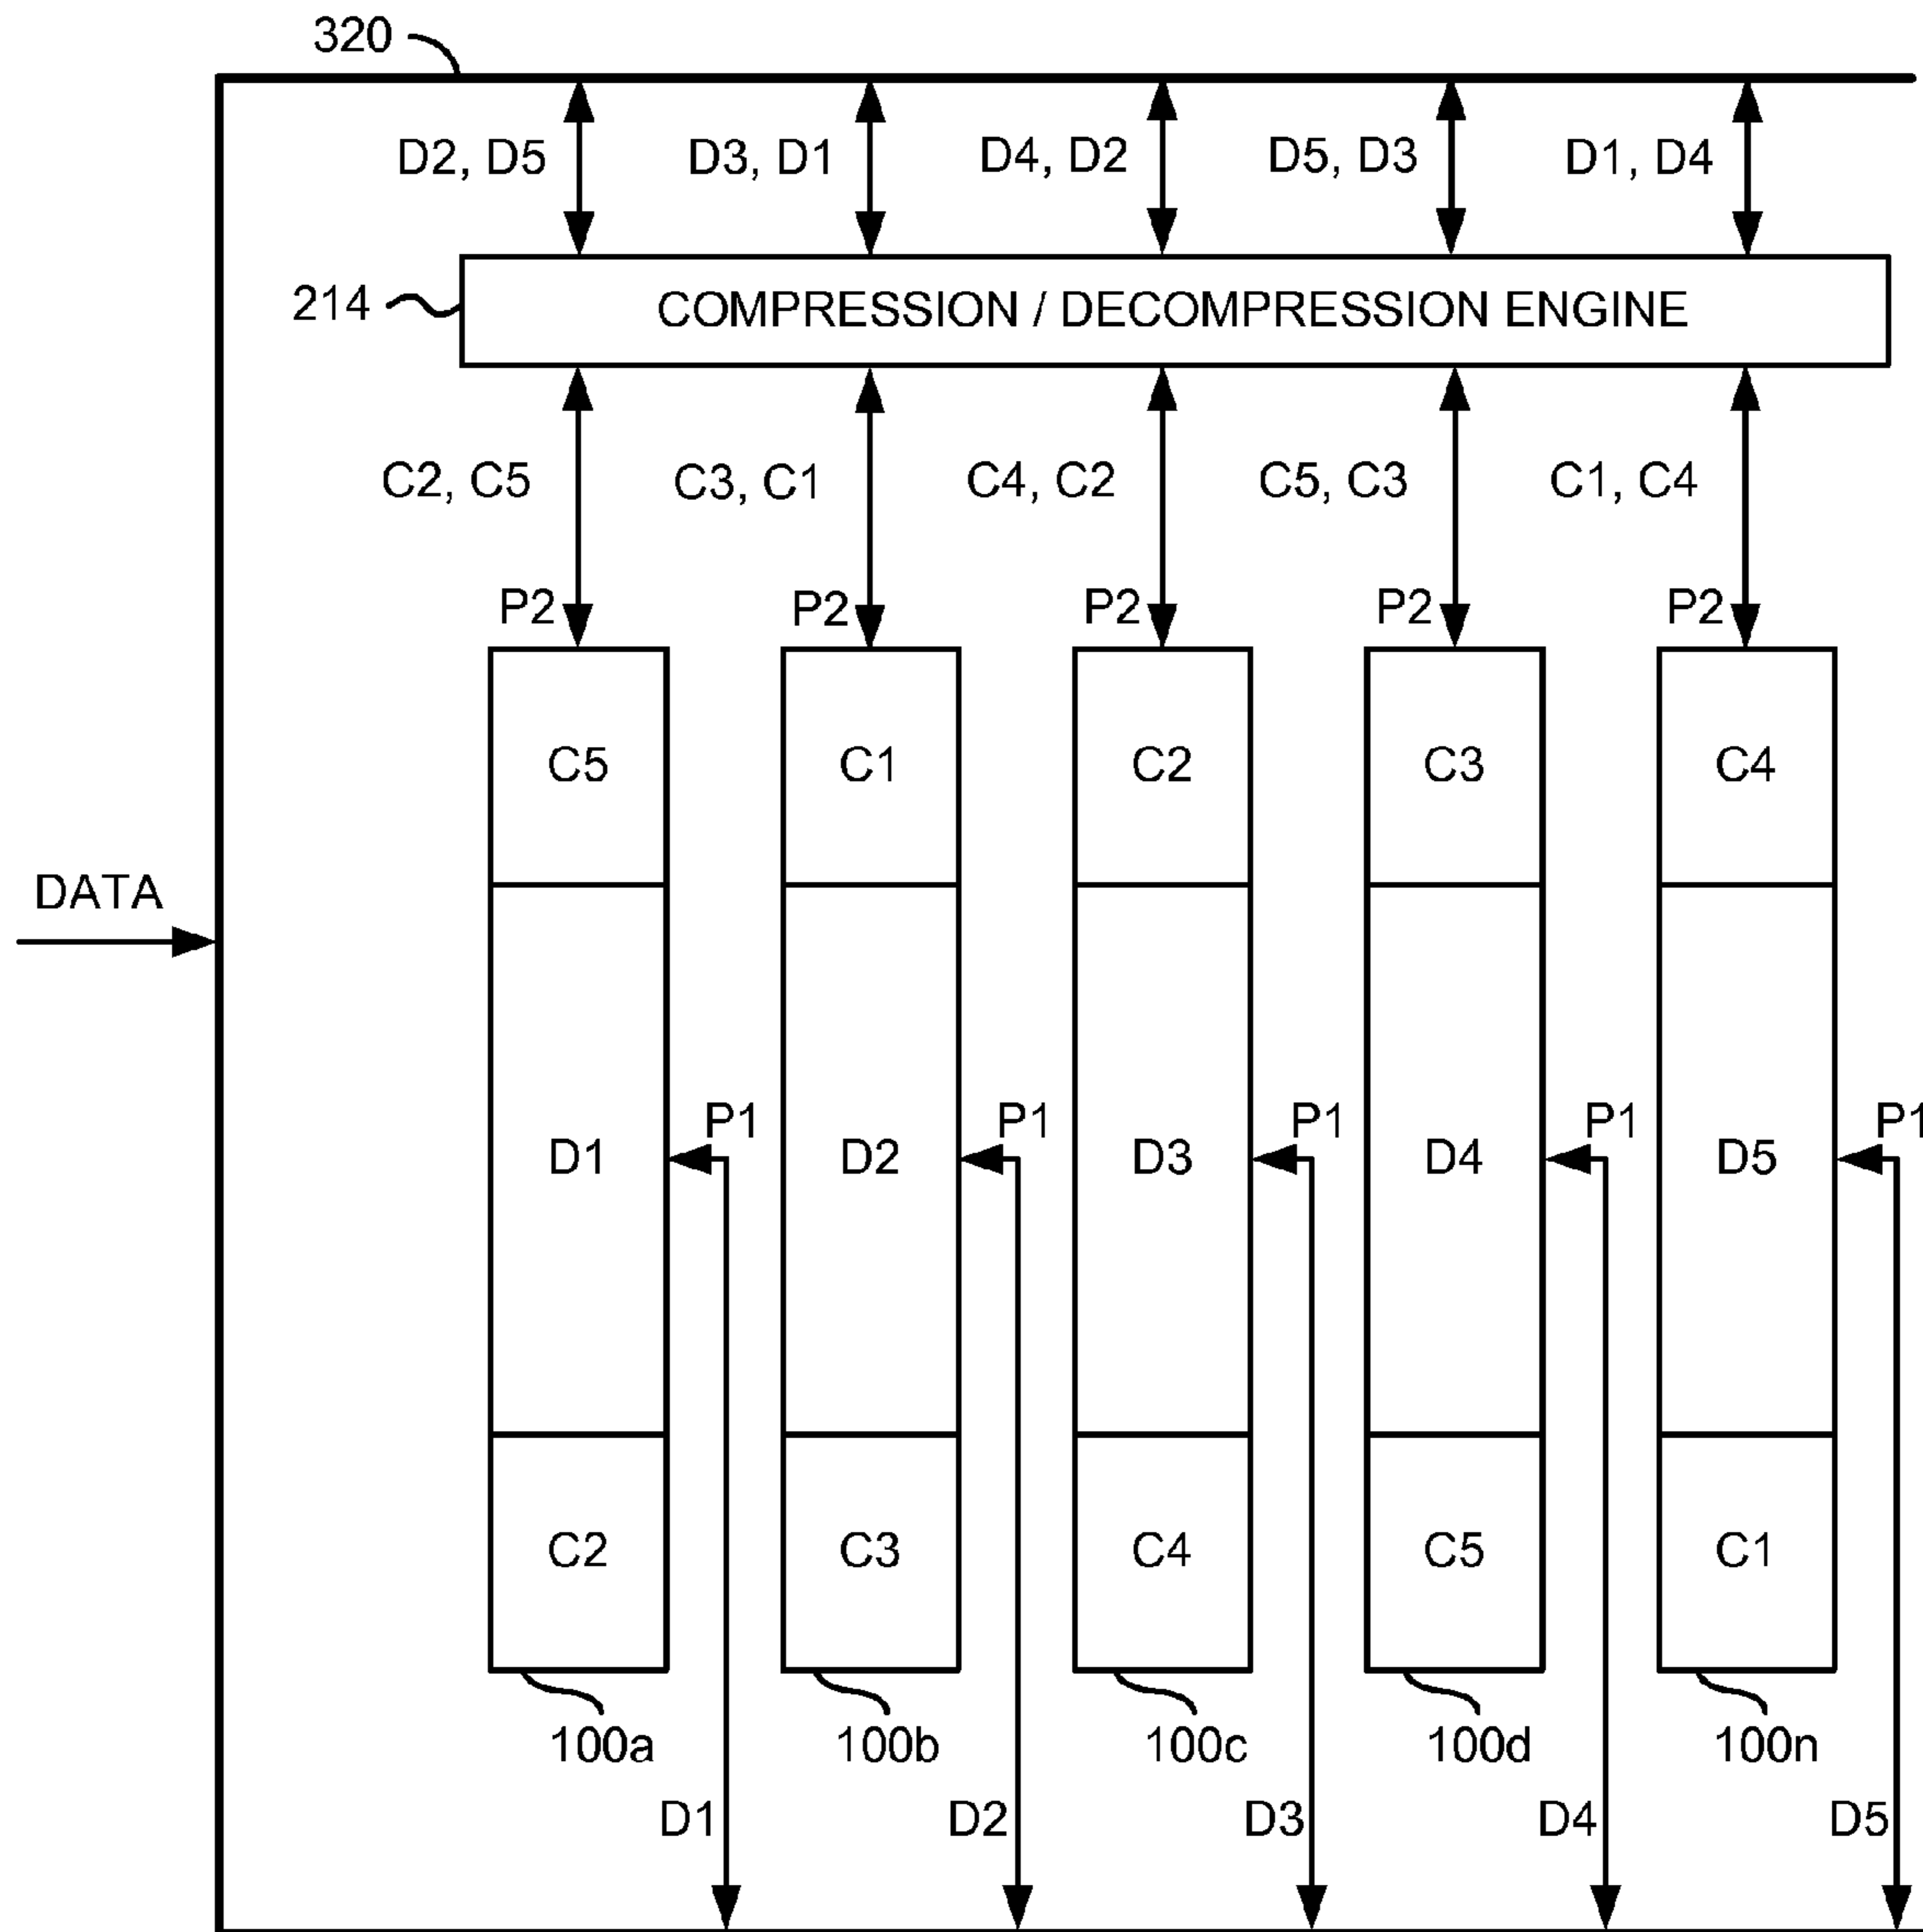 320
D2, D5
D3, D1
D4, D2
D5, D3
D1, D4
214
COMPRESSION / DECOMPRESSION ENGINE
C2, C5
C3, C1
C4, C2
C5, C3
C1, C4
P2
P2
P2
P2
P2
C5
C1
C2
C3
C4
DATA
P1
P1
P1
P1
P1
D1
D2
D3
D4
D5
C2
C3
C4
C5
C1
100a
100b
100c
100d
100n
D1
D2
D3
D4
D5